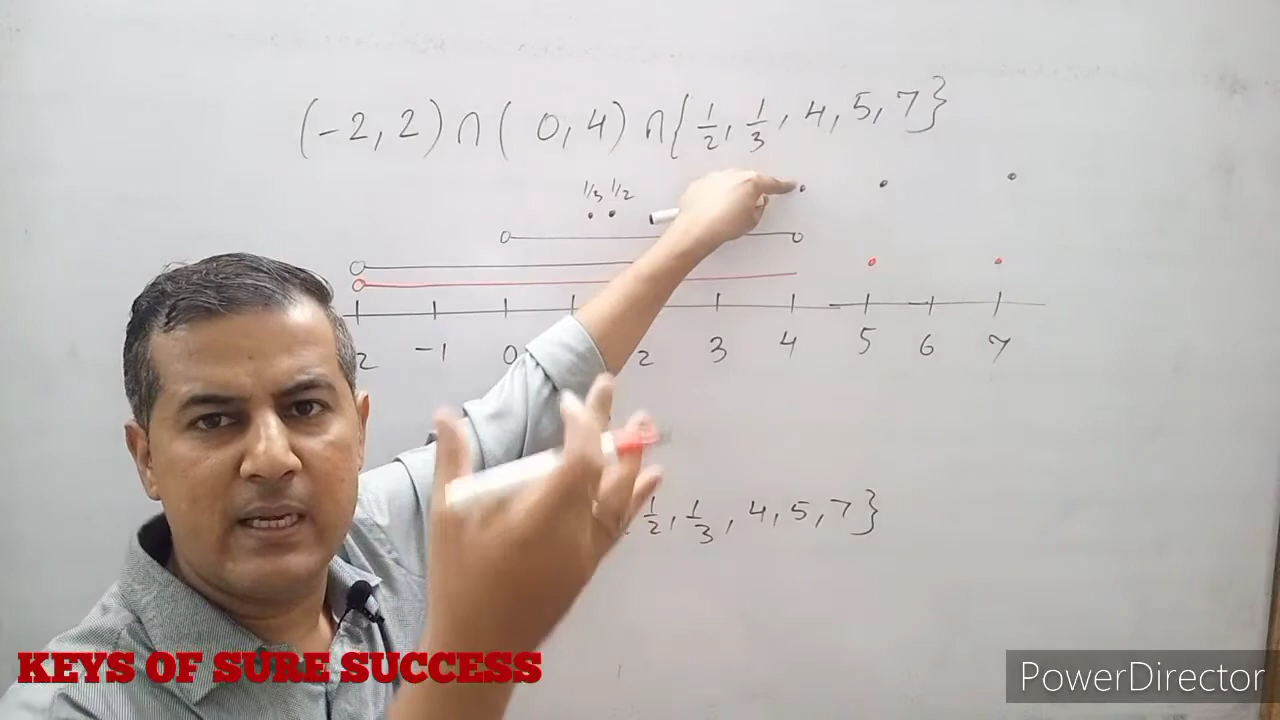 (-2, 2) ∩ ( 0, 4) ∩ { 1/2, 1/3, 4, 5, 7 }
1/3 1/2
2 -1 0 2 3 4 5 6 7
1/2, 1/3, 4, 5, 7 }
KEYS OF SURE SUCCESS
PowerDirector